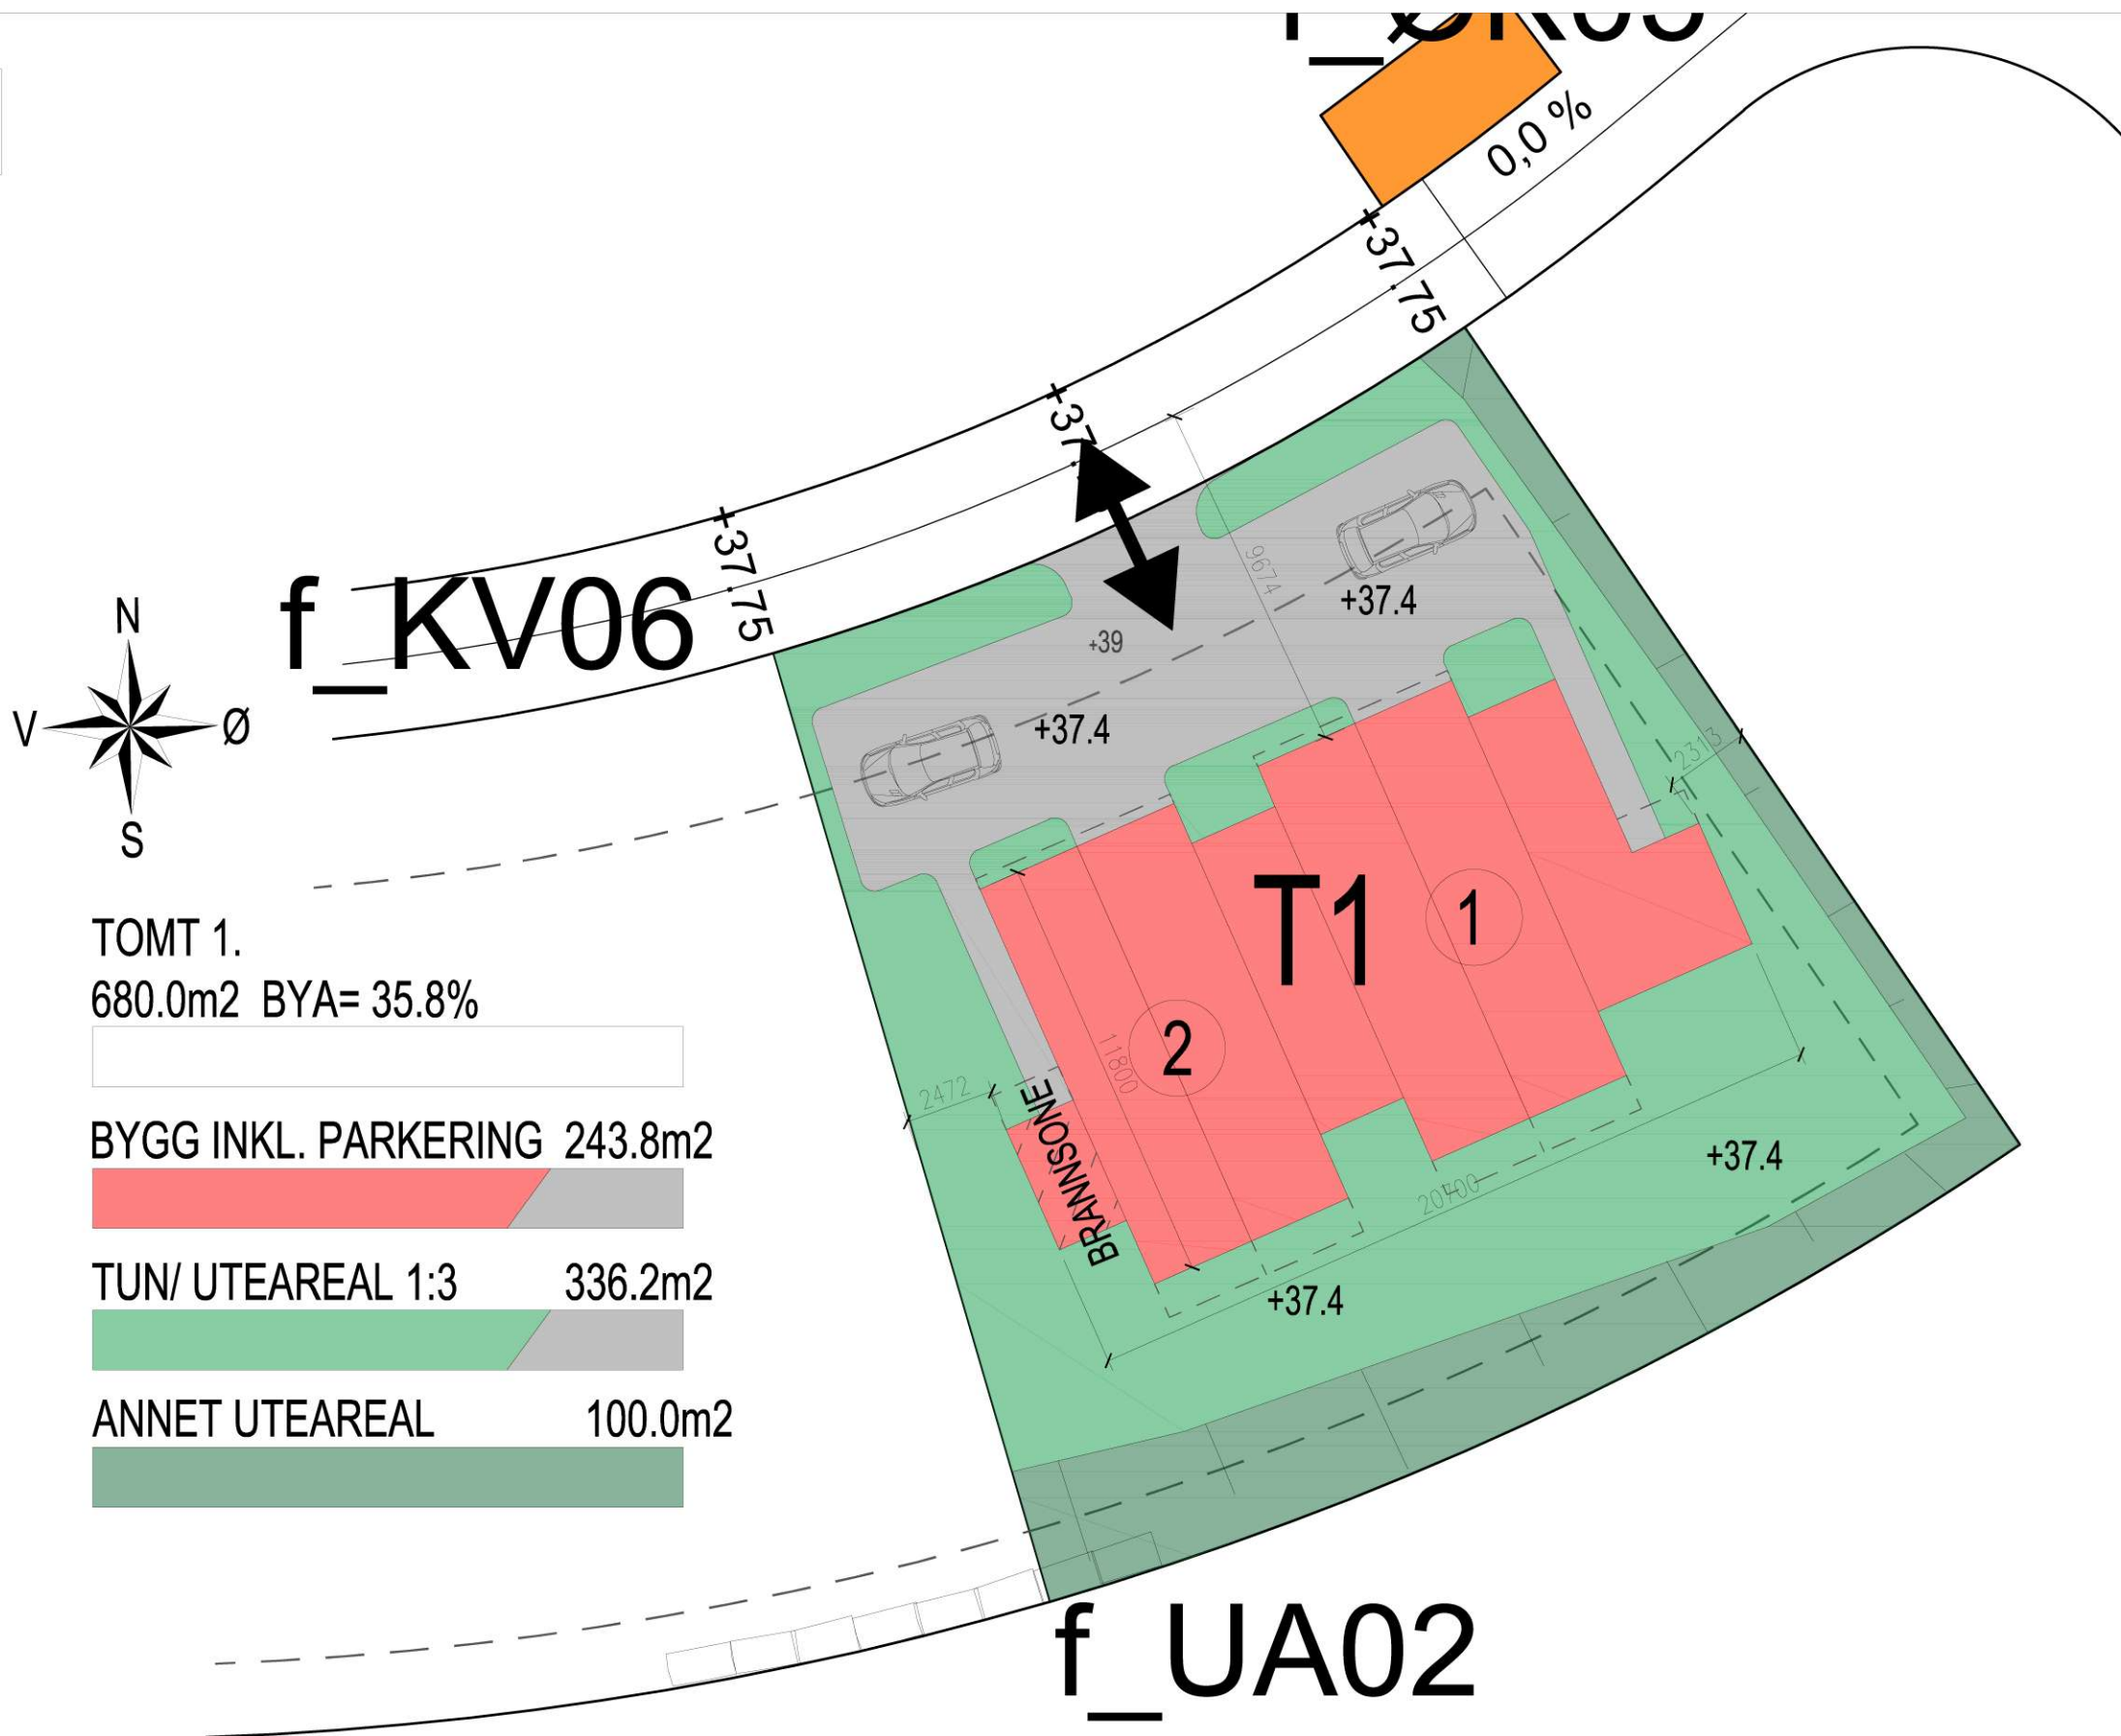 0,0 %
+37.75
+37
+37.75
f_KV06
N
V
Ø
S
9674
+37.4
+39
+37.4
2313
T1
1
2
11800
2472
BRANNSONE
20700
+37.4
+37.4
TOMT 1.
680.0m2 BYA= 35.8%
BYGG INKL. PARKERING 243.8m2
TUN/ UTEAREAL 1:3 336.2m2
ANNET UTEAREAL 100.0m2
f_UA02